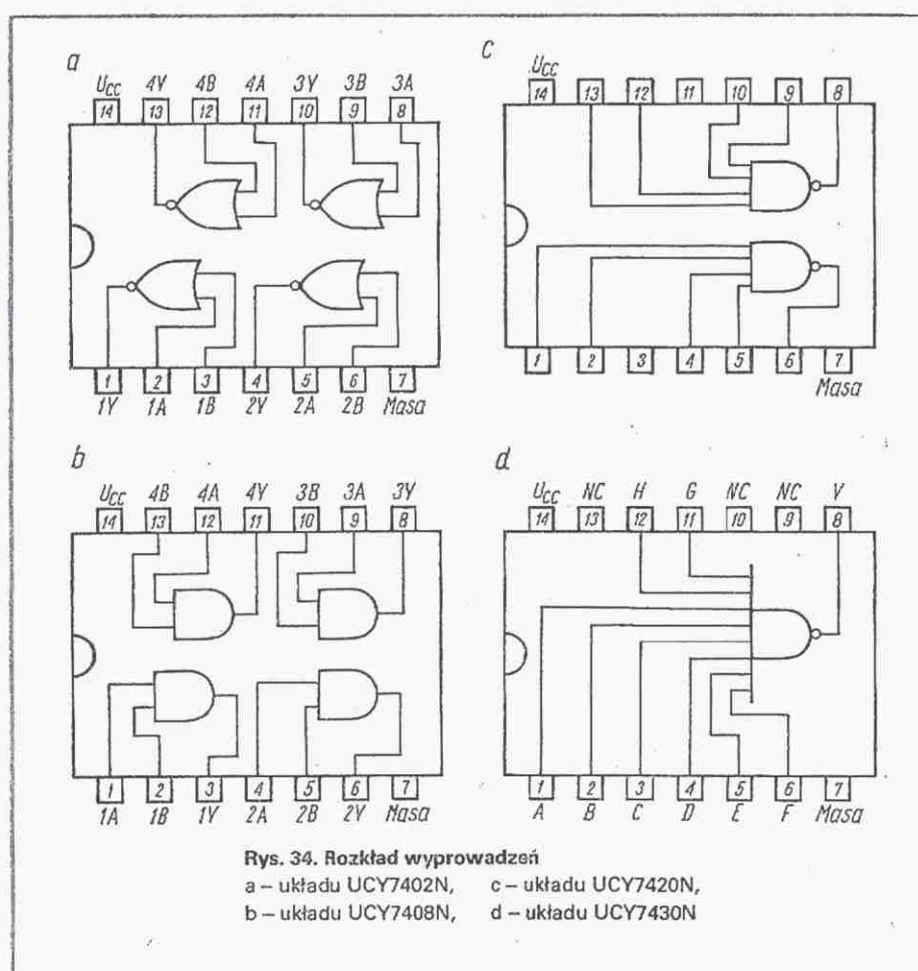 a
U_CC 4Y 4B 4A 3Y 3B 3A
14 13 12 11 10 9 8
1 2 3 4 5 6 7
1Y 1A 1B 2Y 2A 2B Masa
c
U_CC
14 13 12 11 10 9 8
1 2 3 4 5 6 7
Masa
b
U_CC 4B 4A 4Y 3B 3A 3Y
14 13 12 11 10 9 8
1 2 3 4 5 6 7
1A 1B 1Y 2A 2B 2Y Masa
d
U_CC NC H G NC NC Y
14 13 12 11 10 9 8
1 2 3 4 5 6 7
A B C D E F Masa
Rys. 34. Rozkład wyprowadzeń
a – układu UCY7402N, c – układu UCY7420N,
b – układu UCY7408N, d – układu UCY7430N